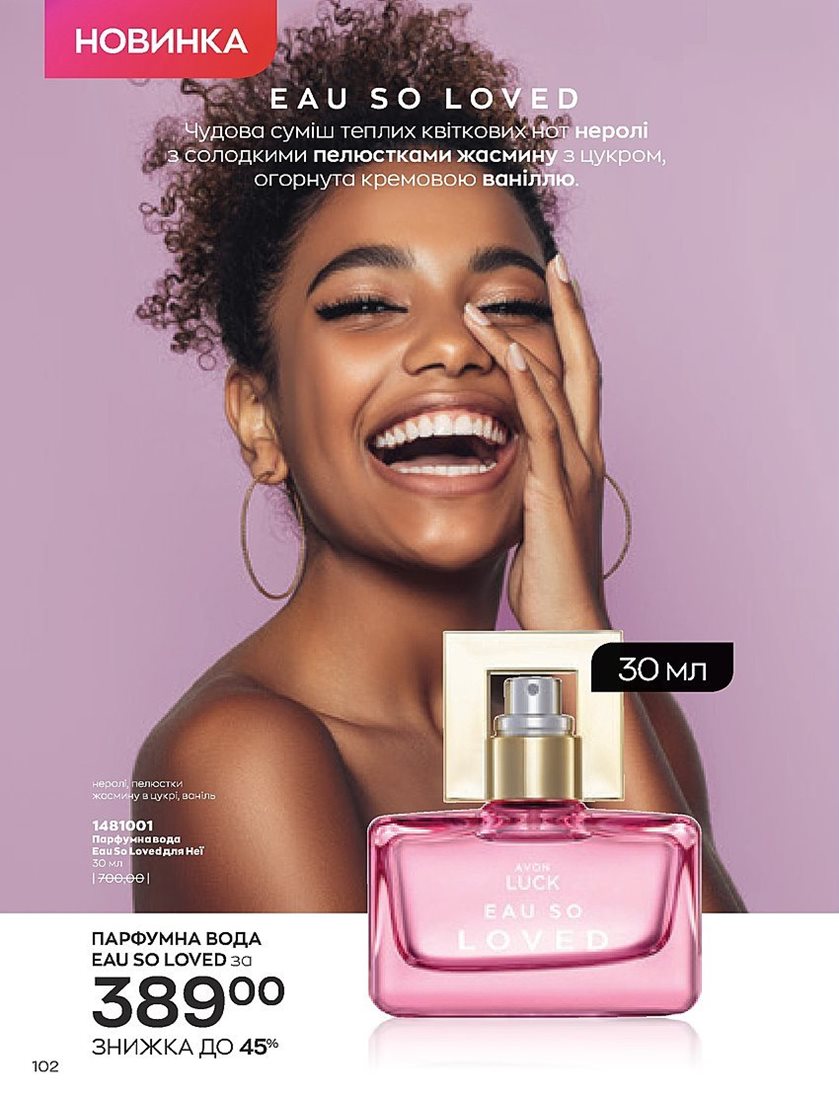 НОВИНКА
EAU SO LOVED
Чудова суміш теплих квіткових нот неролі
з солодкими пелюстками жасмину з цукром,
огорнута кремовою ваніллю.
30 МЛ
неролі, пелюстки
жасмину в цукрі, ваніль
1481001
Парфумна вода
Eau So Loved для Неї
30 мл
|700,00|
AVON
LUCK
EAU SO
LOVED
ПАРФУМНА ВОДА
EAU SO LOVED за
389⁰⁰
ЗНИЖКА ДО 45%
102